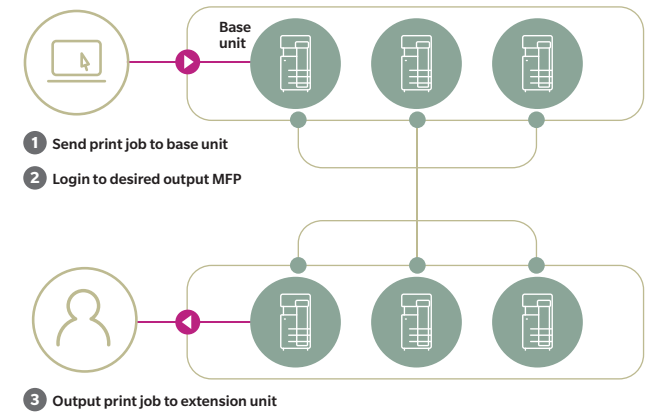 Base
unit
1 Send print job to base unit
2 Login to desired output MFP
3 Output print job to extension unit